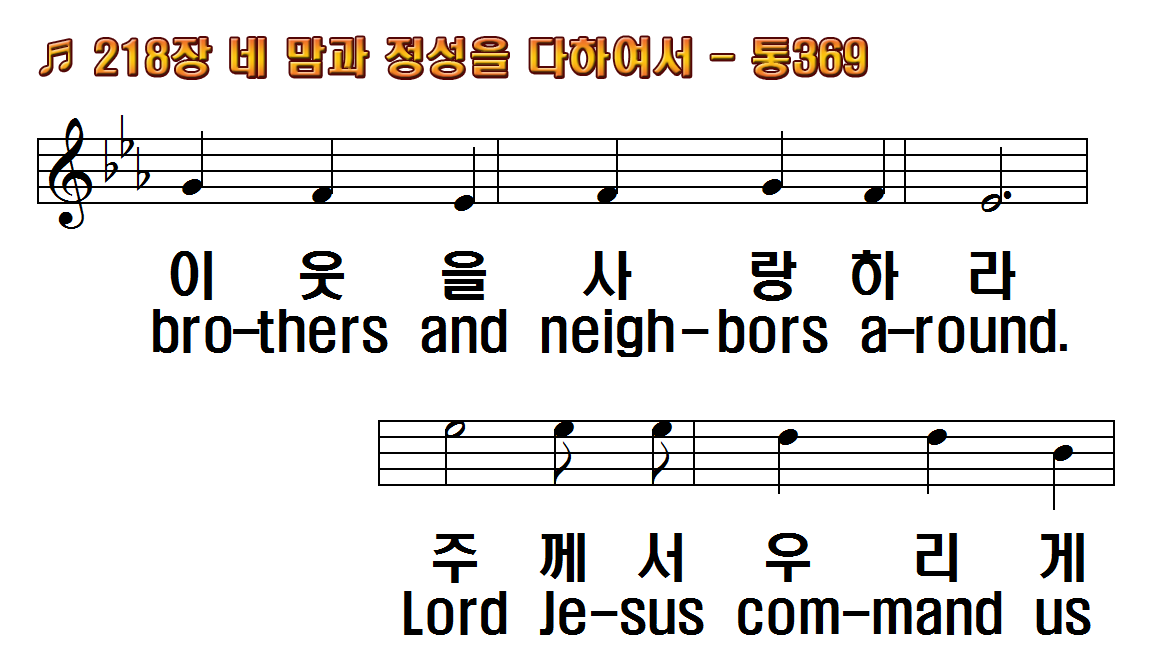 ♬ 218장 네 맘과 정성을 다하여서 - 통369
이 웃 을 사 랑 하 라
bro-thers and neigh-bors a-round.
주 께 서 우 리 게
Lord Je-sus com-mand us